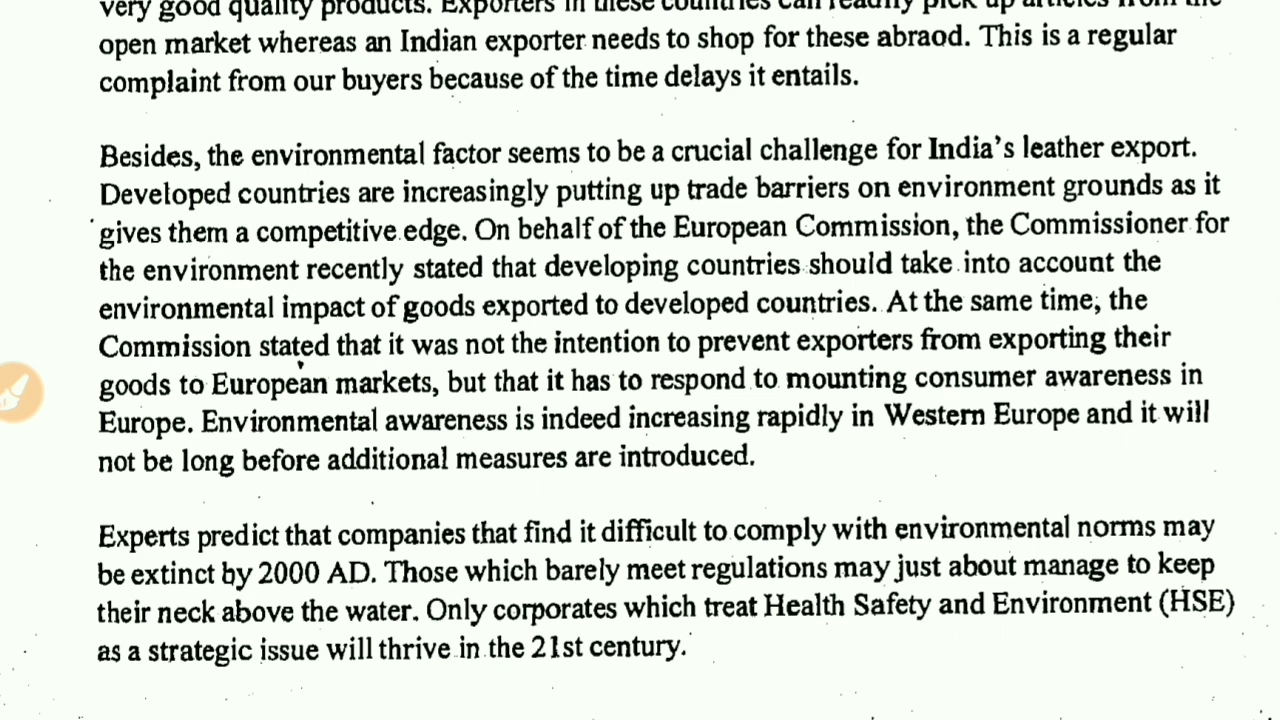 very good quality products. Exporters in these countries can readily pick up articles from the
open market whereas an Indian exporter needs to shop for these abraod. This is a regular
complaint from our buyers because of the time delays it entails.
Besides, the environmental factor seems to be a crucial challenge for India's leather export.
Developed countries are increasingly putting up trade barriers on environment grounds as it
gives them a competitive edge. On behalf of the European Commission, the Commissioner for
the environment recently stated that developing countries should take into account the
environmental impact of goods exported to developed countries. At the same time, the
Commission stated that it was not the intention to prevent exporters from exporting their
goods to European markets, but that it has to respond to mounting consumer awareness in
Europe. Environmental awareness is indeed increasing rapidly in Western Europe and it will
not be long before additional measures are introduced.
Experts predict that companies that find it difficult to comply with environmental norms may
be extinct by 2000 AD. Those which barely meet regulations may just about manage to keep
their neck above the water. Only corporates which treat Health Safety and Environment (HSE)
as a strategic issue will thrive in the 21st century.